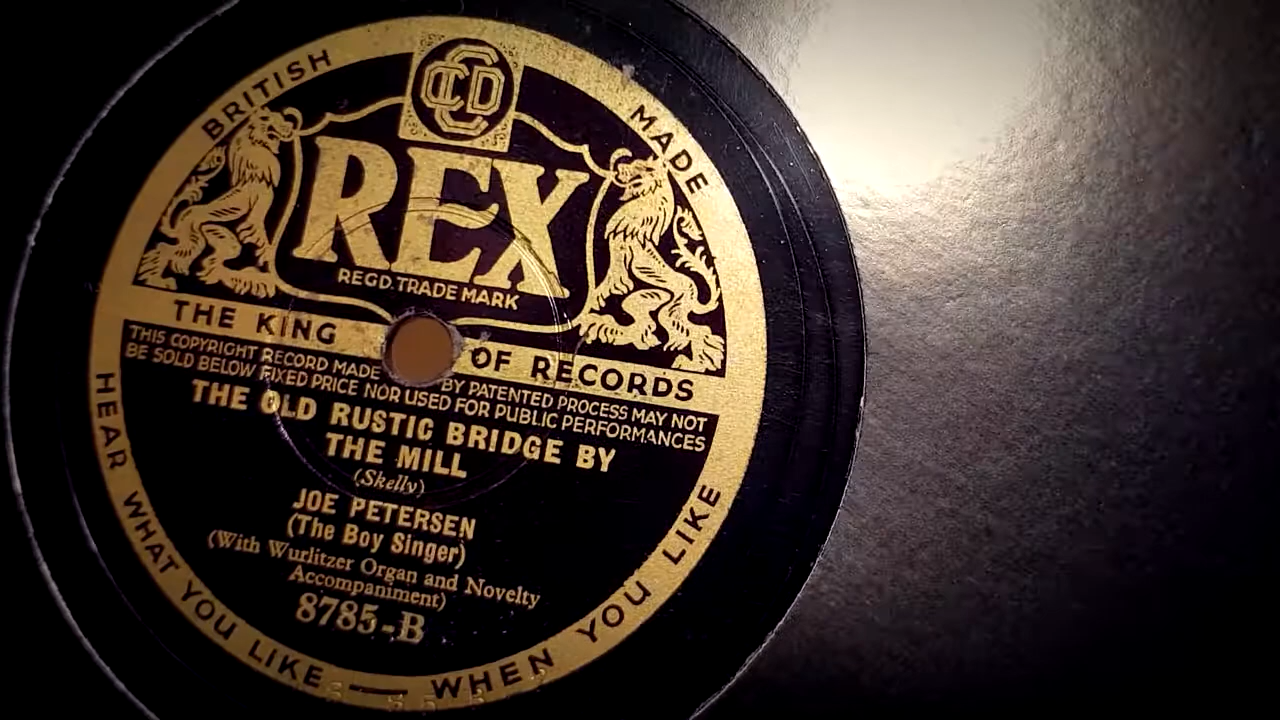 BRITISH MADE
CCCD
REX
REGD. TRADE MARK
THE KING OF RECORDS
THIS COPYRIGHT RECORD MADE BY PATENTED PROCESS MAY NOT
BE SOLD BELOW FIXED PRICE NOR USED FOR PUBLIC PERFORMANCES
THE OLD RUSTIC BRIDGE BY
THE MILL
(Skelly)
JOE PETERSEN
(The Boy Singer)
(With Wurlitzer Organ and Novelty
Accompaniment)
8785-B
HEAR WHAT YOU LIKE — WHEN YOU LIKE